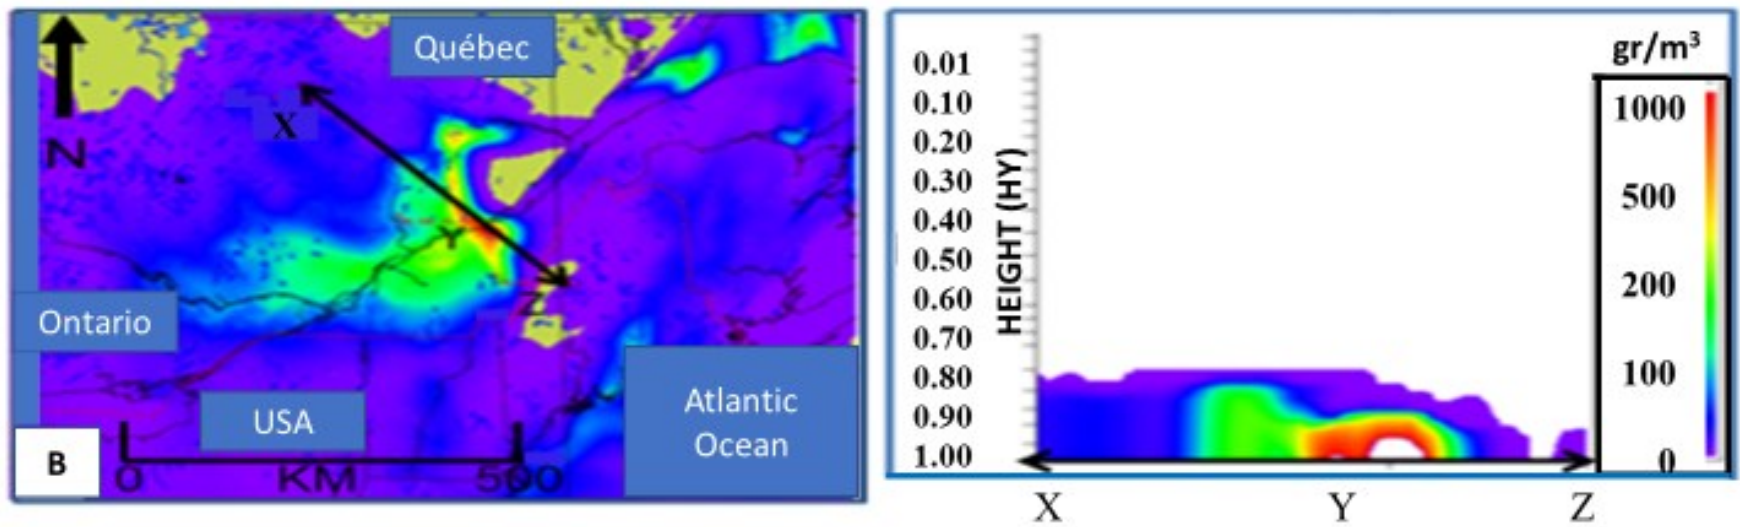 Québec
X
N
Y
Z
Ontario
USA
Atlantic
Ocean
B
0
KM
500
gr/m³
0.01
0.10
0.20
0.30
0.40
0.50
0.60
0.70
0.80
0.90
1.00
HEIGHT (HY)
1000
500
200
100
0
X
Y
Z